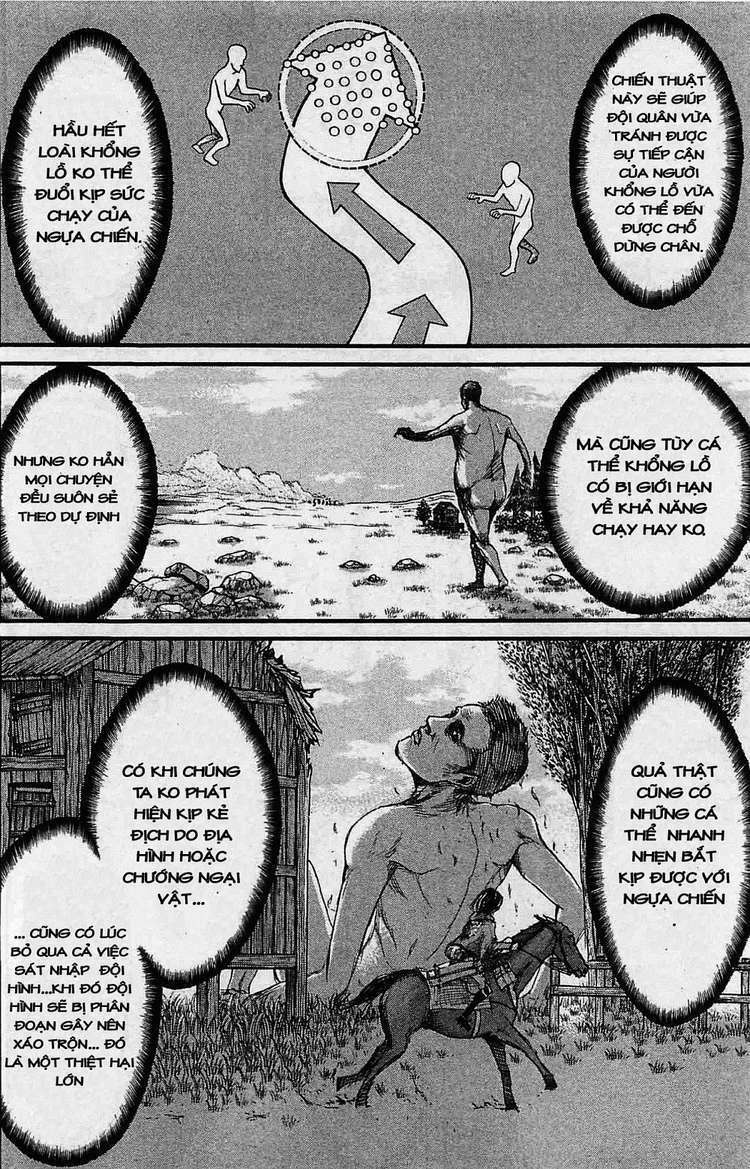 CHIẾN THUẬT
NÀY SẼ GIÚP
ĐỘI QUÂN VỪA
TRÁNH ĐƯỢC
SỰ TIẾP CẬN
CỦA NGƯỜI
KHỔNG LỒ VỪA
CÓ THỂ ĐẾN
ĐƯỢC CHỖ
DỪNG CHÂN.
HẦU HẾT
LOÀI KHỔNG
LỒ KO THỂ
ĐUỔI KỊP SỨC
CHẠY CỦA
NGỰA CHIẾN.
MÀ CŨNG TÙY CÁ
THỂ KHỔNG LỒ
CÓ BỊ GIỚI HẠN
VỀ KHẢ NĂNG
CHẠY HAY KO.
NHƯNG KO HẲN
MỌI CHUYỆN
ĐỀU SUÔN SẺ
THEO DỰ ĐỊNH
QUẢ THẬT
CŨNG CÓ
NHỮNG CÁ
THỂ NHANH
NHẸN BẮT
KỊP ĐƯỢC VỚI
NGỰA CHIẾN
CÓ KHI CHÚNG
TA KO PHÁT
HIỆN KỊP KẺ
ĐỊCH DO ĐỊA
HÌNH HOẶC
CHƯỚNG NGẠI
VẬT...
... CŨNG CÓ LÚC
BỎ QUA CẢ VIỆC
SÁT NHẬP ĐỘI
HÌNH...KHI ĐÓ ĐỘI
HÌNH SẼ BỊ PHÂN
ĐOẠN GÂY NÊN
XÁO TRỘN... ĐÓ
LÀ MỘT THIỆT HẠI
LỚN